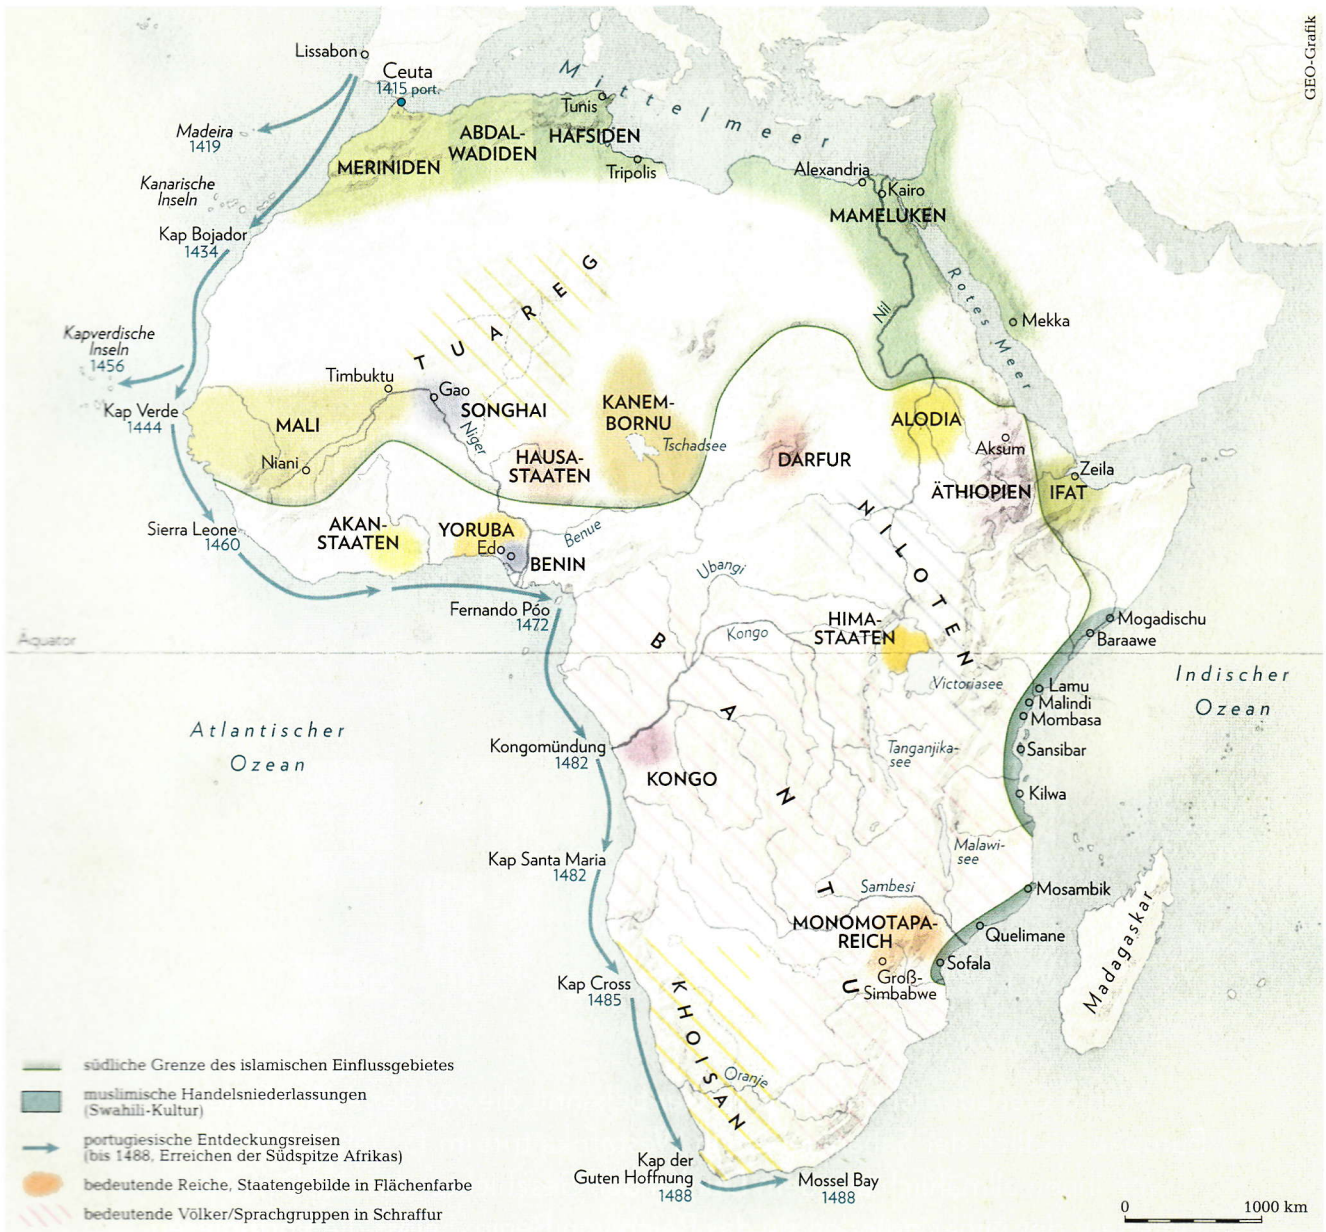 GEO-Grafik
Lissabon
Ceuta
1415 port.
Mittelmeer
Madeira
1419
Tunis
ABDAL-
WADIDEN
HAFSIDEN
MERINIDEN
Tripolis
Alexandria
Kairo
Kanarische
Inseln
MAMELUKEN
Kap Bojador
1434
TUAREG
Nil
Rotes Meer
Mekka
Kapverdische
Inseln
1456
Timbuktu
Gao
Kap Verde
1444
MALI
SONGHAI
KANEM-
BORNU
ALODIA
Niger
Tschadsee
Aksum
Niani
HAUSA-
STAATEN
DARFUR
Zeila
ÄTHIOPIEN
IFAT
Sierra Leone
1460
AKAN-
STAATEN
YORUBA
Edo
BENIN
Benue
NILOTEN
Ubangi
Fernando Póo
1472
HIMA-
STAATEN
Mogadischu
Baraawe
Äquator
BANTU
Kongo
Victoriasee
Indischer
Ozean
Lamu
Malindi
Mombasa
Atlantischer
Ozean
Kongomündung
1482
Tanganjika-
see
Sansibar
KONGO
Kilwa
Kap Santa Maria
1482
Malawi-
see
Sambesi
Mosambik
MONOMOTAPA-
REICH
Quelimane
Madagaskar
Sofala
Groß-
Simbabwe
Kap Cross
1485
KHOISAN
Oranje
Kap der
Guten Hoffnung
1488
Mossel Bay
1488
südliche Grenze des islamischen Einflussgebietes
muslimische Handelsniederlassungen
(Swahili-Kultur)
portugiesische Entdeckungsreisen
(bis 1488, Erreichen der Südspitze Afrikas)
bedeutende Reiche, Staatengebilde in Flächenfarbe
bedeutende Völker/Sprachgruppen in Schraffur
0 1000 km